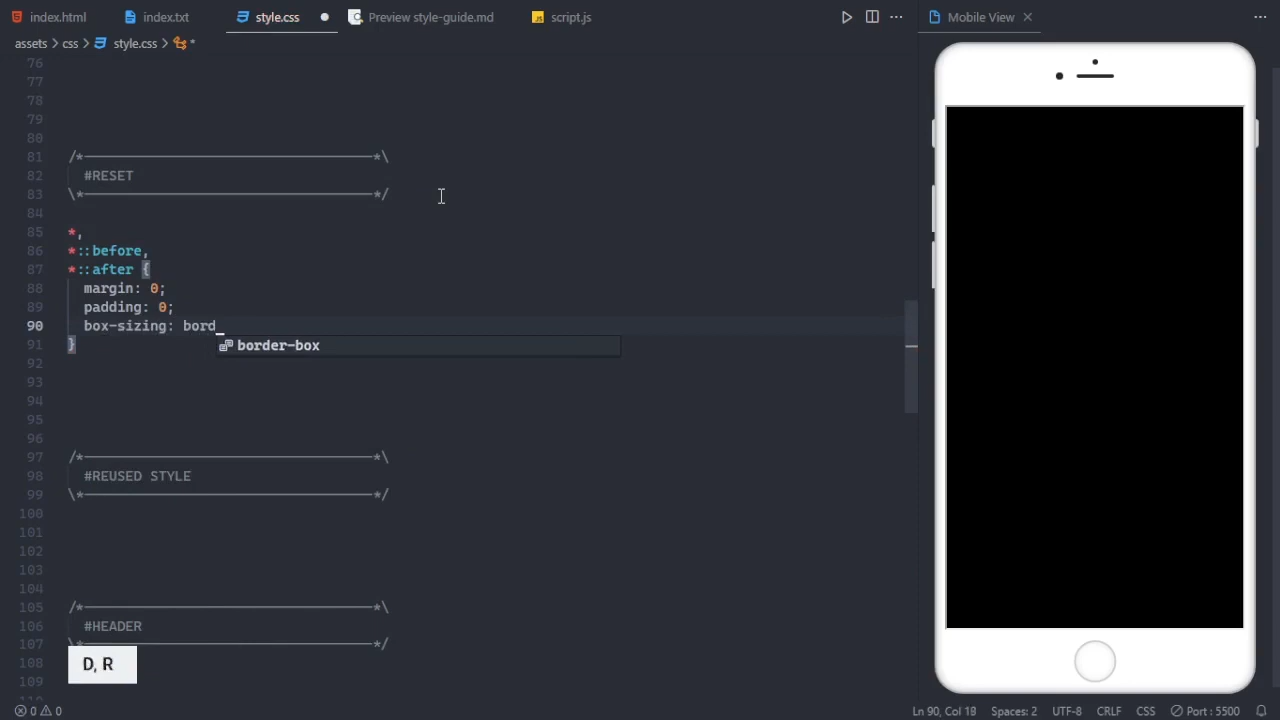 index.html
index.txt
style.css
Preview style-guide.md
script.js
Mobile View
assets > css > style.css > *
76
77
78
79
80
81 /*———————————————————————————————————*\
82 #RESET
83 \*———————————————————————————————————*/
84
85 *,
86 *::before,
87 *::after {
88 margin: 0;
89 padding: 0;
90 box-sizing: bord
border-box
91 }
92
93
94
95
96
97 /*———————————————————————————————————*\
98 #REUSED STYLE
99 \*———————————————————————————————————*/
100
101
102
103
104
105 /*———————————————————————————————————*\
106 #HEADER
107 \*———————————————————————————————————*/
108
109
D, R
0 0
Ln 90, Col 18
Spaces: 2
UTF-8
CRLF
CSS
Port : 5500